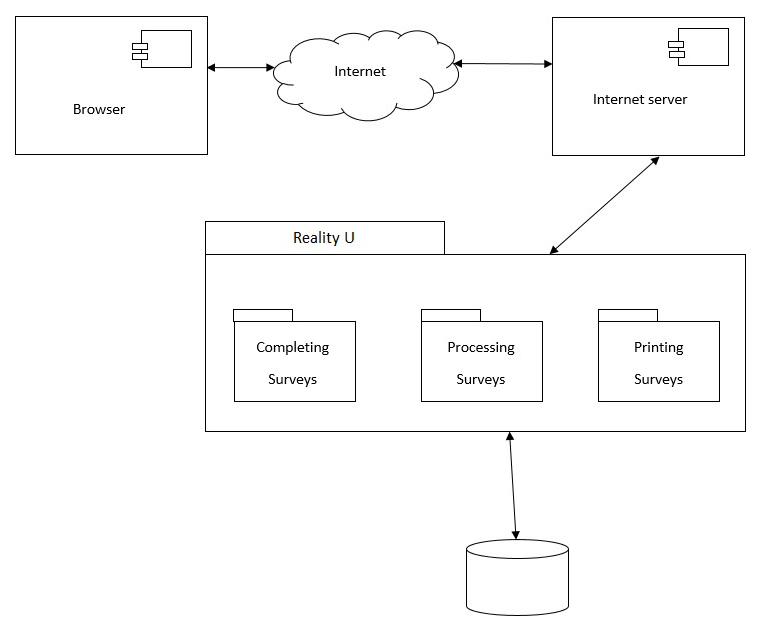 Browser
Internet
Internet server
Reality U
Completing
Surveys
Processing
Surveys
Printing
Surveys